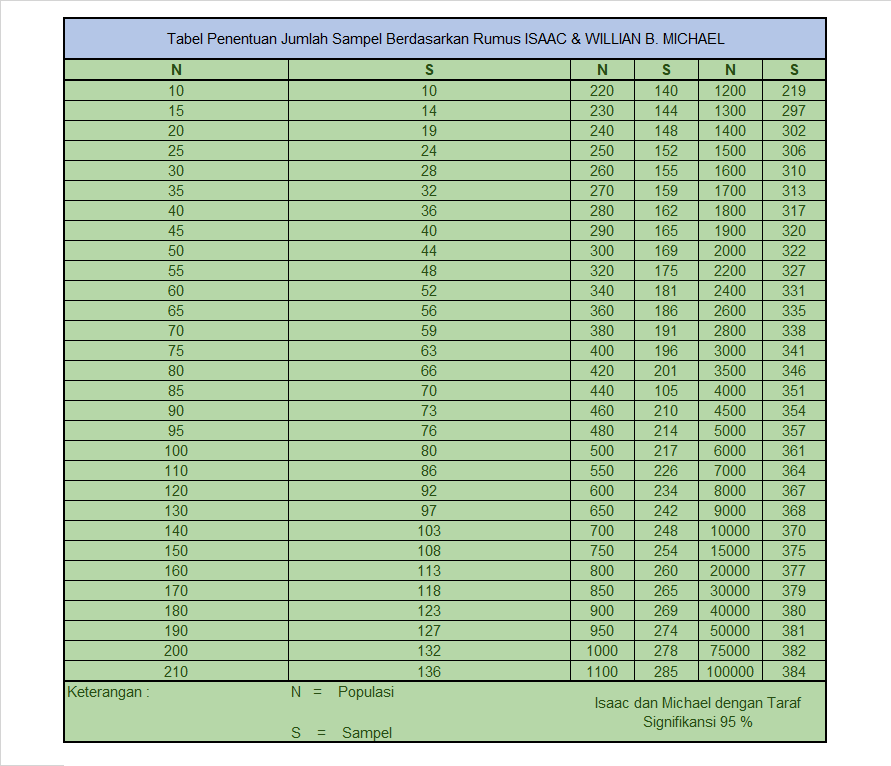 Tabel Penentuan Jumlah Sampel Berdasarkan Rumus ISAAC & WILLIAN B. MICHAEL
N S N S N S
10 10 220 140 1200 219
15 14 230 144 1300 297
20 19 240 148 1400 302
25 24 250 152 1500 306
30 28 260 155 1600 310
35 32 270 159 1700 313
40 36 280 162 1800 317
45 40 290 165 1900 320
50 44 300 169 2000 322
55 48 320 175 2200 327
60 52 340 181 2400 331
65 56 360 186 2600 335
70 59 380 191 2800 338
75 63 400 196 3000 341
80 66 420 201 3500 346
85 70 440 105 4000 351
90 73 460 210 4500 354
95 76 480 214 5000 357
100 80 500 217 6000 361
110 86 550 226 7000 364
120 92 600 234 8000 367
130 97 650 242 9000 368
140 103 700 248 10000 370
150 108 750 254 15000 375
160 113 800 260 20000 377
170 118 850 265 30000 379
180 123 900 269 40000 380
190 127 950 274 50000 381
200 132 1000 278 75000 382
210 136 1100 285 100000 384
Keterangan : N = Populasi
S = Sampel
Isaac dan Michael dengan Taraf
Signifikansi 95 %